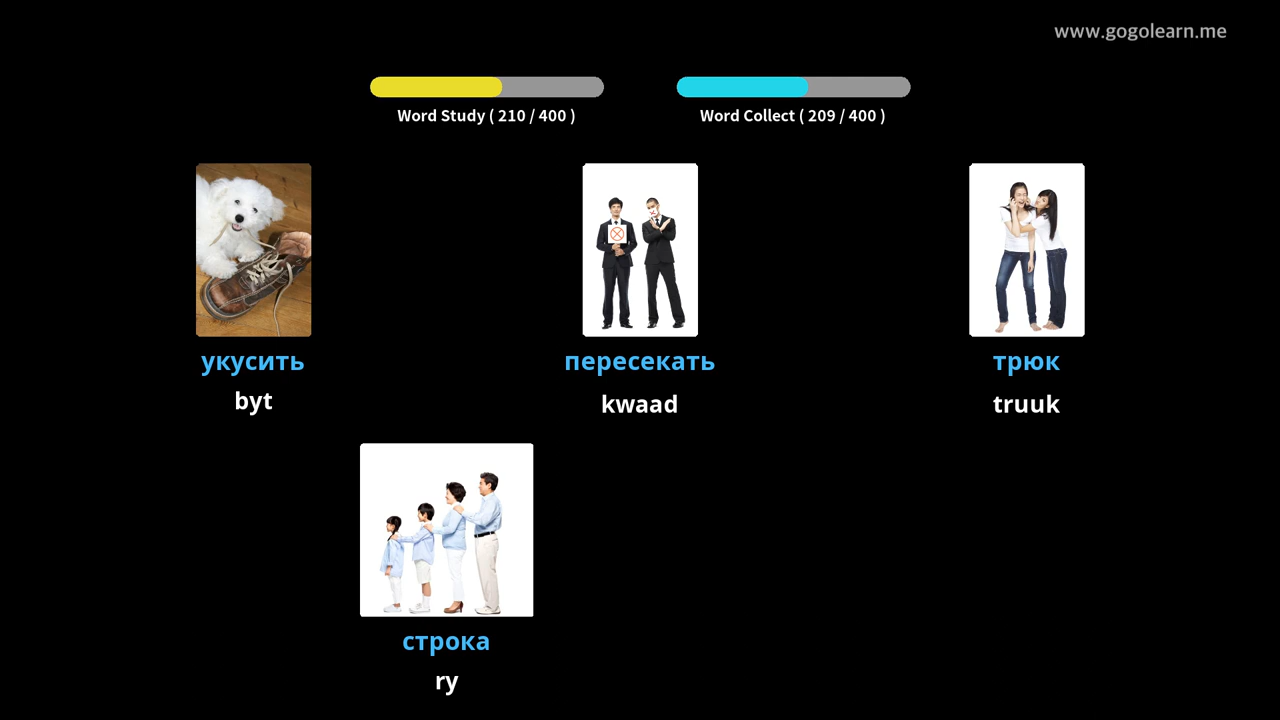 www.gogolearn.me
Word Study ( 210 / 400 )
Word Collect ( 209 / 400 )
укусить
byt
пересекать
kwaad
трюк
truuk
строка
ry